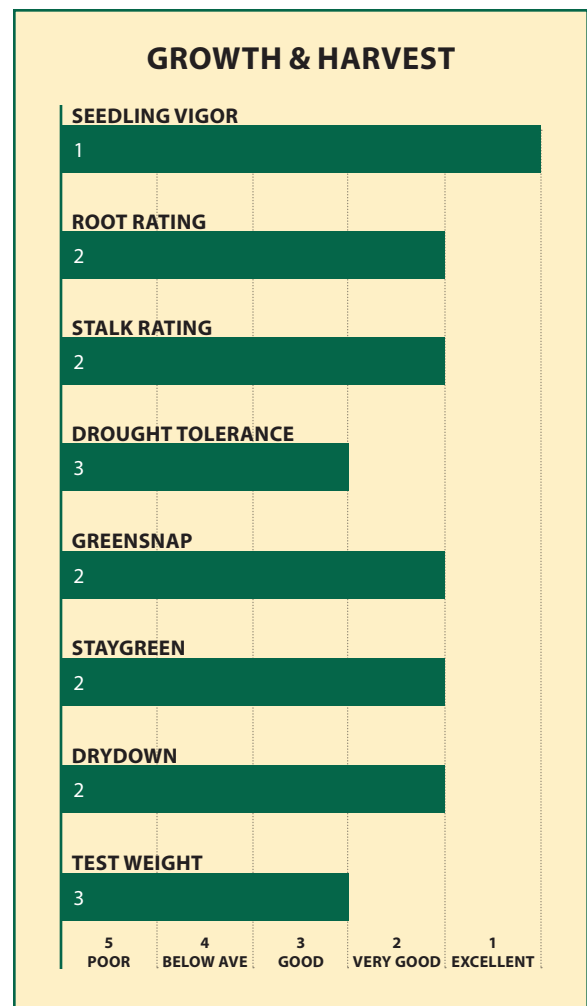 GROWTH & HARVEST
SEEDLING VIGOR
1
ROOT RATING
2
STALK RATING
2
DROUGHT TOLERANCE
3
GREENSNAP
2
STAYGREEN
2
DRYDOWN
2
TEST WEIGHT
3
5 4 3 2 1
POOR BELOW AVE GOOD VERY GOOD EXCELLENT